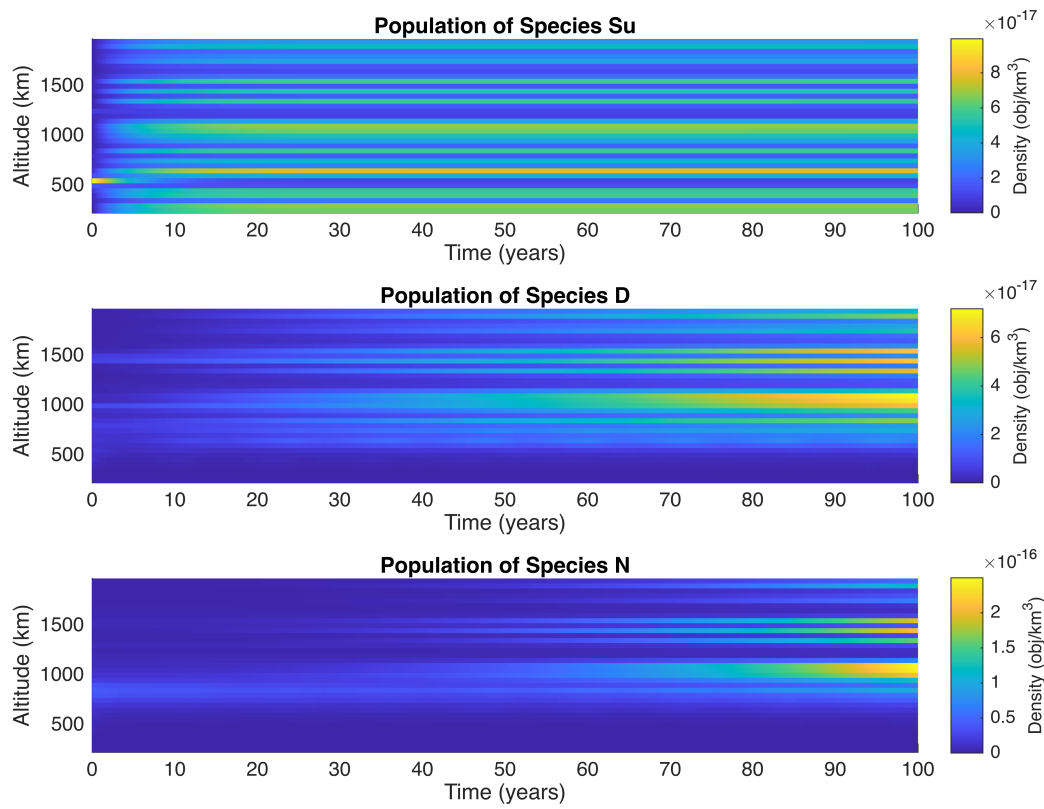 Population of Species Su
×10-17
Altitude (km)
1500
1000
500
0 10 20 30 40 50 60 70 80 90 100
Time (years)
8
6
4
2
0
Density (obj/km3)
Population of Species D
×10-17
Altitude (km)
1500
1000
500
0 10 20 30 40 50 60 70 80 90 100
Time (years)
6
4
2
0
Density (obj/km3)
Population of Species N
×10-16
Altitude (km)
1500
1000
500
0 10 20 30 40 50 60 70 80 90 100
Time (years)
2
1.5
1
0.5
0
Density (obj/km3)